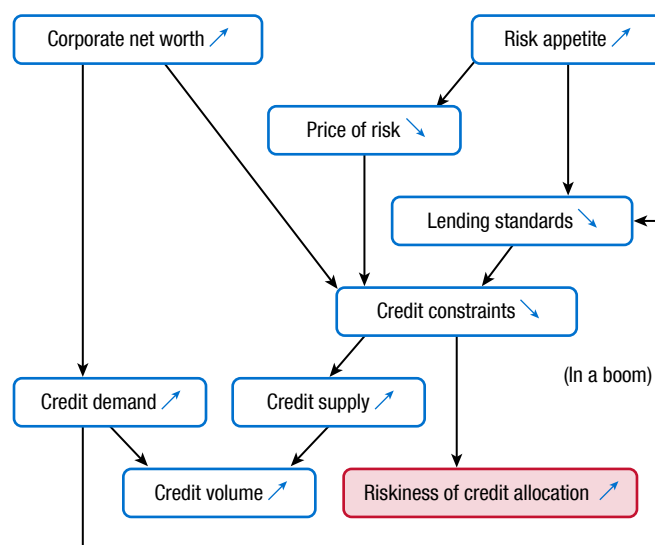 Corporate net worth
Risk appetite
Price of risk
Lending standards
Credit constraints
(In a boom)
Credit demand
Credit supply
Credit volume
Riskiness of credit allocation